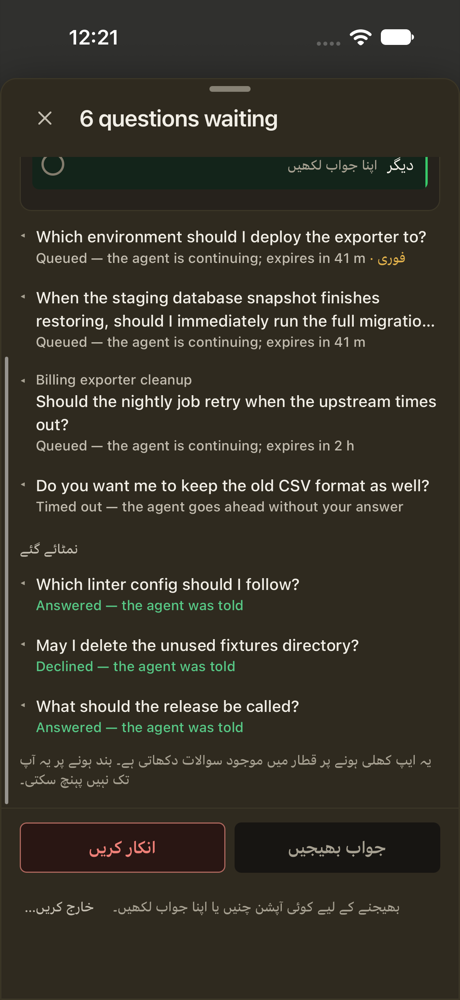 12:21
6 questions waiting
دیگر اپنا جواب لکھیں
Which environment should I deploy the exporter to?
Queued — the agent is continuing; expires in 41 m · فوری
When the staging database snapshot finishes
restoring, should I immediately run the full migratio...
Queued — the agent is continuing; expires in 41 m
Billing exporter cleanup
Should the nightly job retry when the upstream times
out?
Queued — the agent is continuing; expires in 2 h
Do you want me to keep the old CSV format as well?
Timed out — the agent goes ahead without your answer
نمٹائے گئے
Which linter config should I follow?
Answered — the agent was told
May I delete the unused fixtures directory?
Declined — the agent was told
What should the release be called?
Answered — the agent was told
یہ ایپ کھلی ہونے پر قطار میں موجود سوالات دکھاتی ہے۔ بند ہونے پر یہ آپ
تک نہیں پہنچ سکتی۔
جواب بھیجیں
انکار کریں
بھیجنے کے لیے کوئی آپشن چنیں یا اپنا جواب لکھیں۔
خارج کریں...